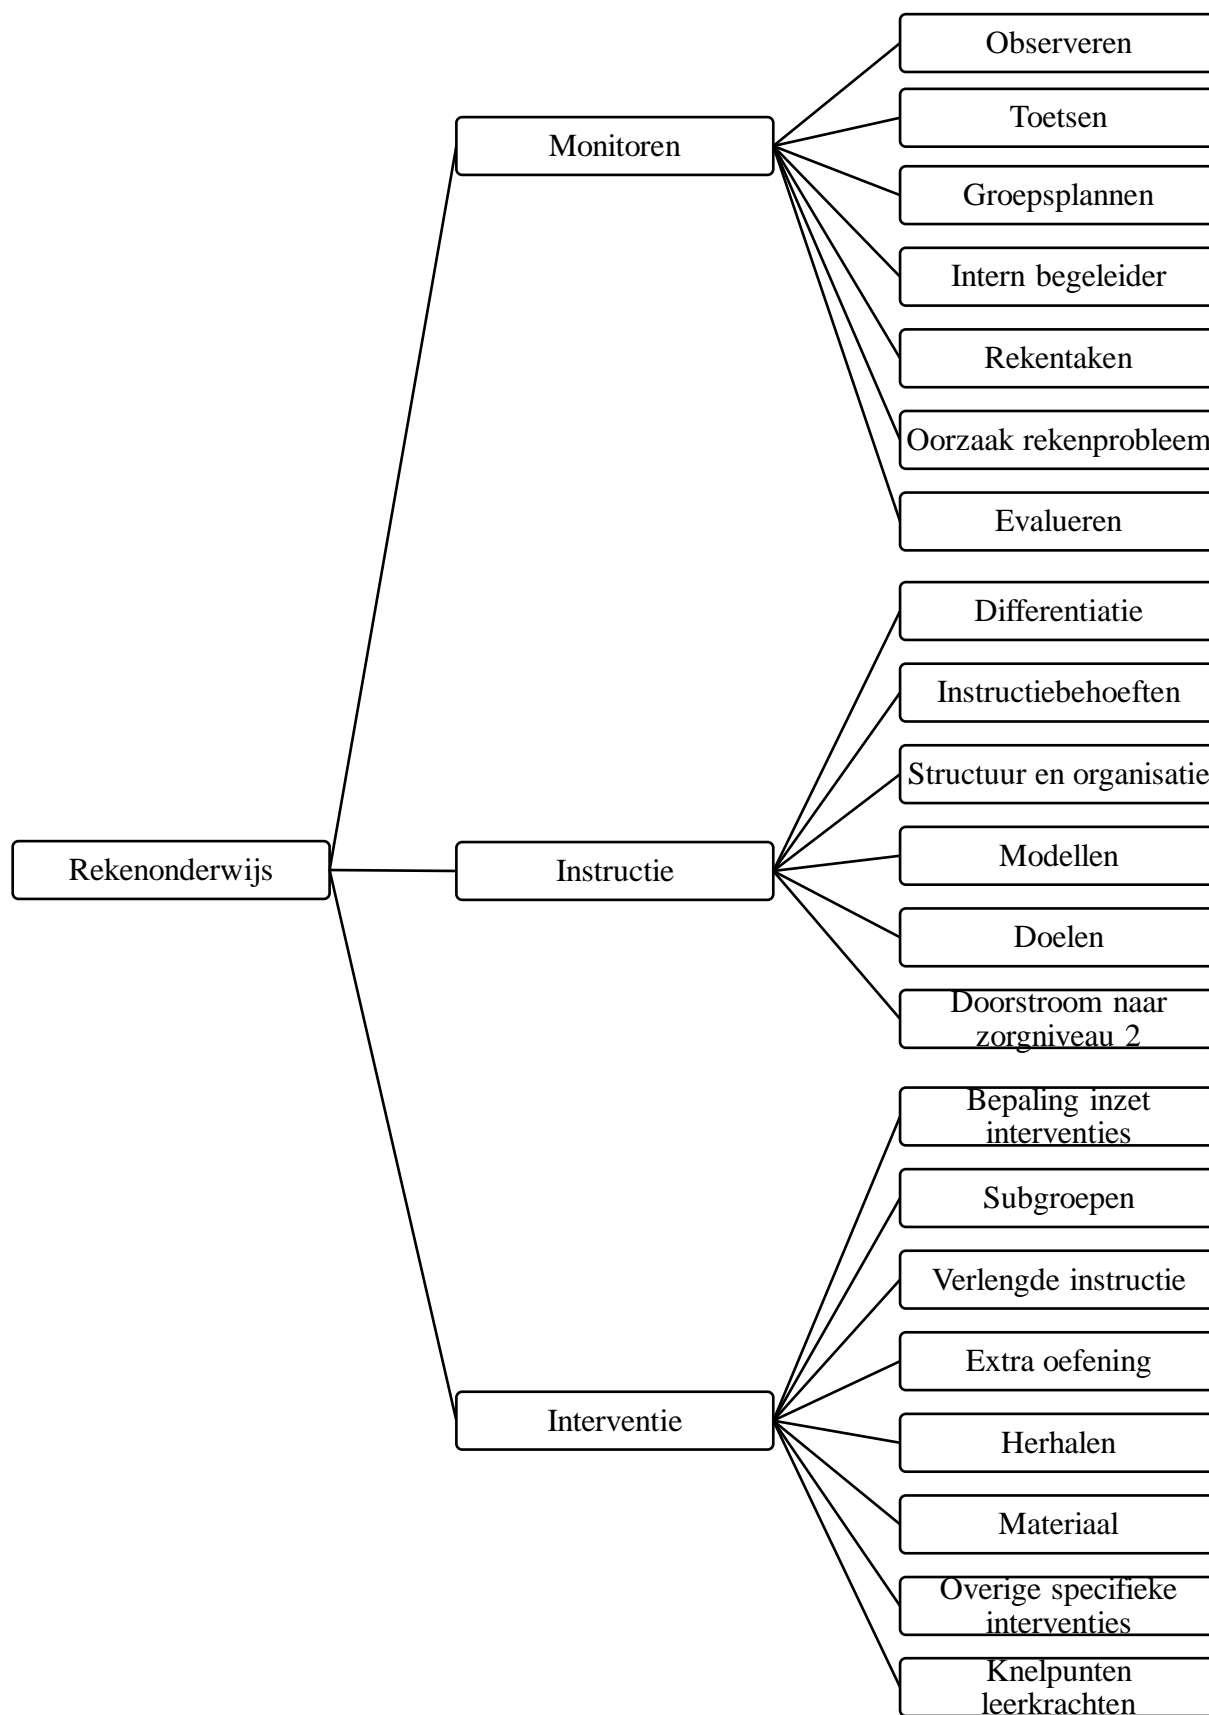 Rekenonderwijs
Monitoren
Observeren
Toetsen
Groepsplannen
Intern begeleider
Rekentaken
Oorzaak rekenprobleem
Evalueren
Instructie
Differentiatie
Instructiebehoeften
Structuur en organisatie
Modellen
Doelen
Doorstroom naar
zorgniveau 2
Interventie
Bepaling inzet
interventies
Subgroepen
Verlengde instructie
Extra oefening
Herhalen
Materiaal
Overige specifieke
interventies
Knelpunten
leerkrachten